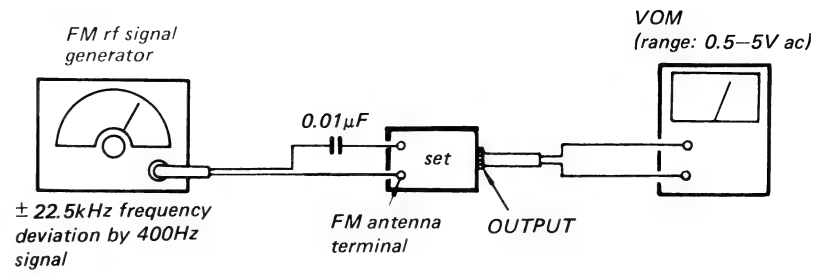 FM rf signal
generator
VOM
(range: 0.5–5V ac)
0.01µF
set
± 22.5kHz frequency
deviation by 400Hz
signal
FM antenna
terminal
OUTPUT